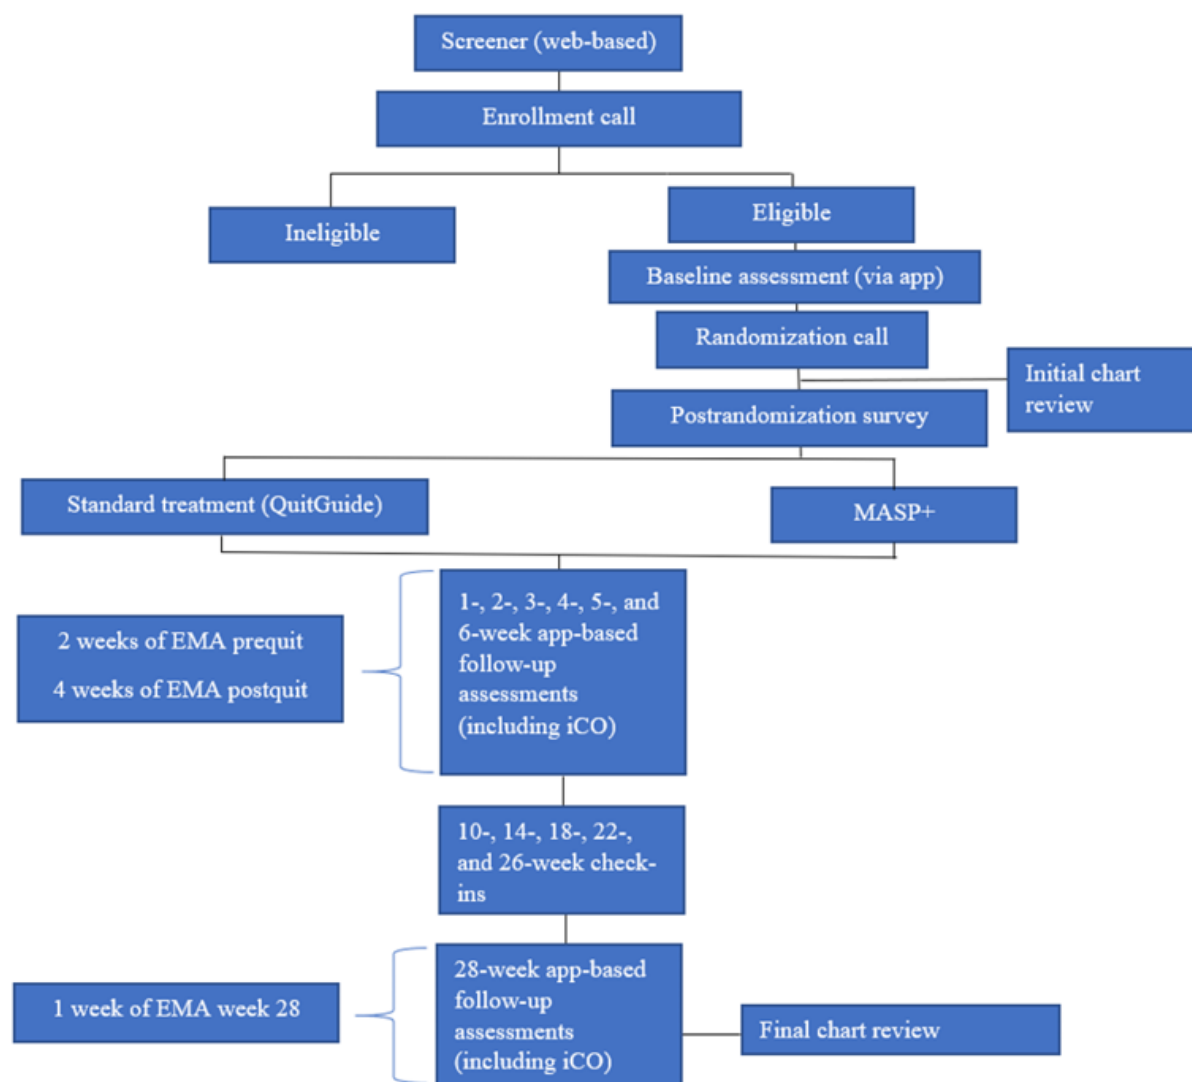 Screener (web-based)
Enrollment call
Ineligible
Eligible
Baseline assessment (via app)
Randomization call
Initial chart
review
Postrandomization survey
Standard treatment (QuitGuide)
MASP+
2 weeks of EMA prequit
4 weeks of EMA postquit
1-, 2-, 3-, 4-, 5-, and
6-week app-based
follow-up
assessments
(including iCO)
10-, 14-, 18-, 22-,
and 26-week check-
ins
1 week of EMA week 28
28-week app-based
follow-up
assessments
(including iCO)
Final chart review